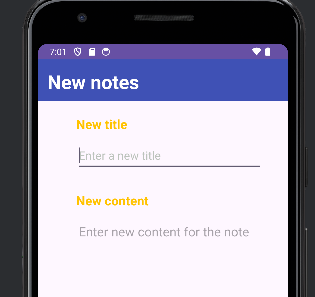 7:01
New notes
New title
Enter a new title
New content
Enter new content for the note